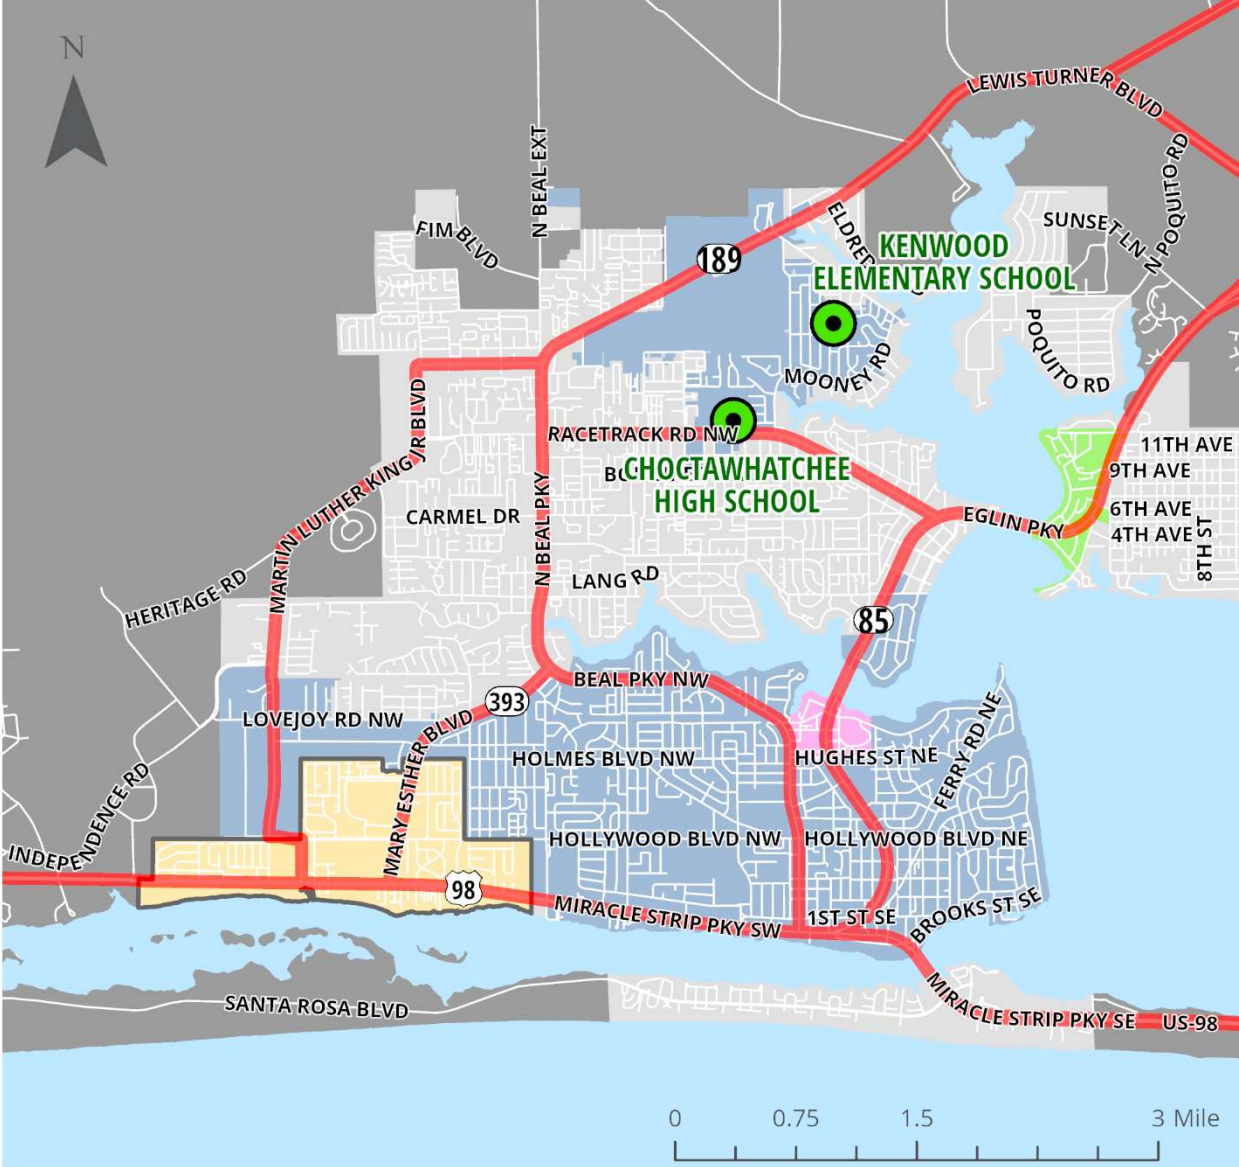 N
LEWIS TURNER BLVD
N BEAL EXT
N POQUITO RD
FIM BLVD
SUNSET LN
KENWOOD
ELEMENTARY SCHOOL
189
POQUITO RD
MOONEY RD
MARTIN LUTHER KING JR BLVD
RACETRACK RD NW
CHOCTAWHATCHEE
HIGH SCHOOL
11TH AVE
9TH AVE
6TH AVE
4TH AVE
8TH ST
CARMEL DR
N BEAL PKY
EGLIN PKY
LANG RD
HERITAGE RD
85
BEAL PKY NW
393
LOVEJOY RD NW
MARY ESTHER BLVD
HOLMES BLVD NW
HUGHES ST NE
FERRY RD NE
INDEPENDENCE RD
HOLLYWOOD BLVD NW
HOLLYWOOD BLVD NE
98
MIRACLE STRIP PKY SW
1ST ST SE
BROOKS ST SE
SANTA ROSA BLVD
MIRACLE STRIP PKY SE
US-98
0 0.75 1.5 3 Mile